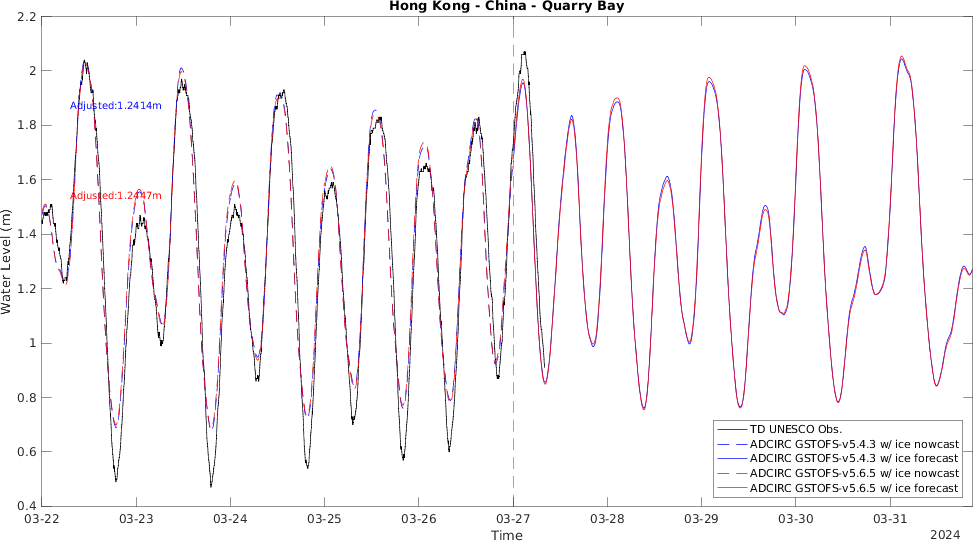 Hong Kong - China - Quarry Bay
2.2
2
1.8
1.6
1.4
1.2
1
0.8
0.6
0.4
Water Level (m)
Adjusted:1.2414m
Adjusted:1.2447m
TD UNESCO Obs.
ADCIRC GSTOFS-v5.4.3 w/ ice nowcast
ADCIRC GSTOFS-v5.4.3 w/ ice forecast
ADCIRC GSTOFS-v5.6.5 w/ ice nowcast
ADCIRC GSTOFS-v5.6.5 w/ ice forecast
03-22 03-23 03-24 03-25 03-26 03-27 03-28 03-29 03-30 03-31
Time
2024